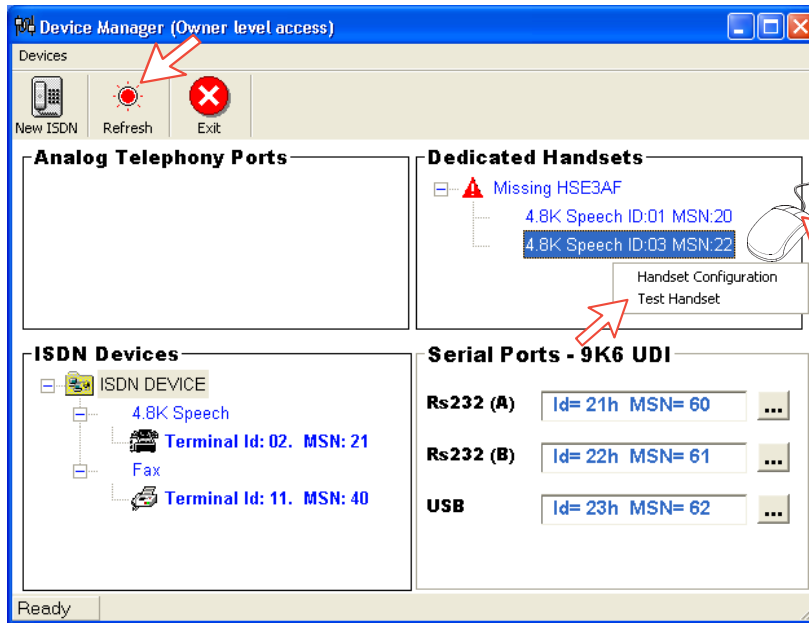 Device Manager (Owner level access)
Devices
New ISDN
Refresh
Exit
Analog Telephony Ports
Dedicated Handsets
Missing HSE3AF
4.8K Speech ID:01 MSN:20
4.8K Speech ID:03 MSN:22
Handset Configuration
Test Handset
ISDN Devices
ISDN DEVICE
4.8K Speech
Terminal Id: 02. MSN: 21
Fax
Terminal Id: 11. MSN: 40
Serial Ports - 9K6 UDI
Rs232 (A) Id= 21h MSN= 60 ...
Rs232 (B) Id= 22h MSN= 61 ...
USB Id= 23h MSN= 62 ...
Ready